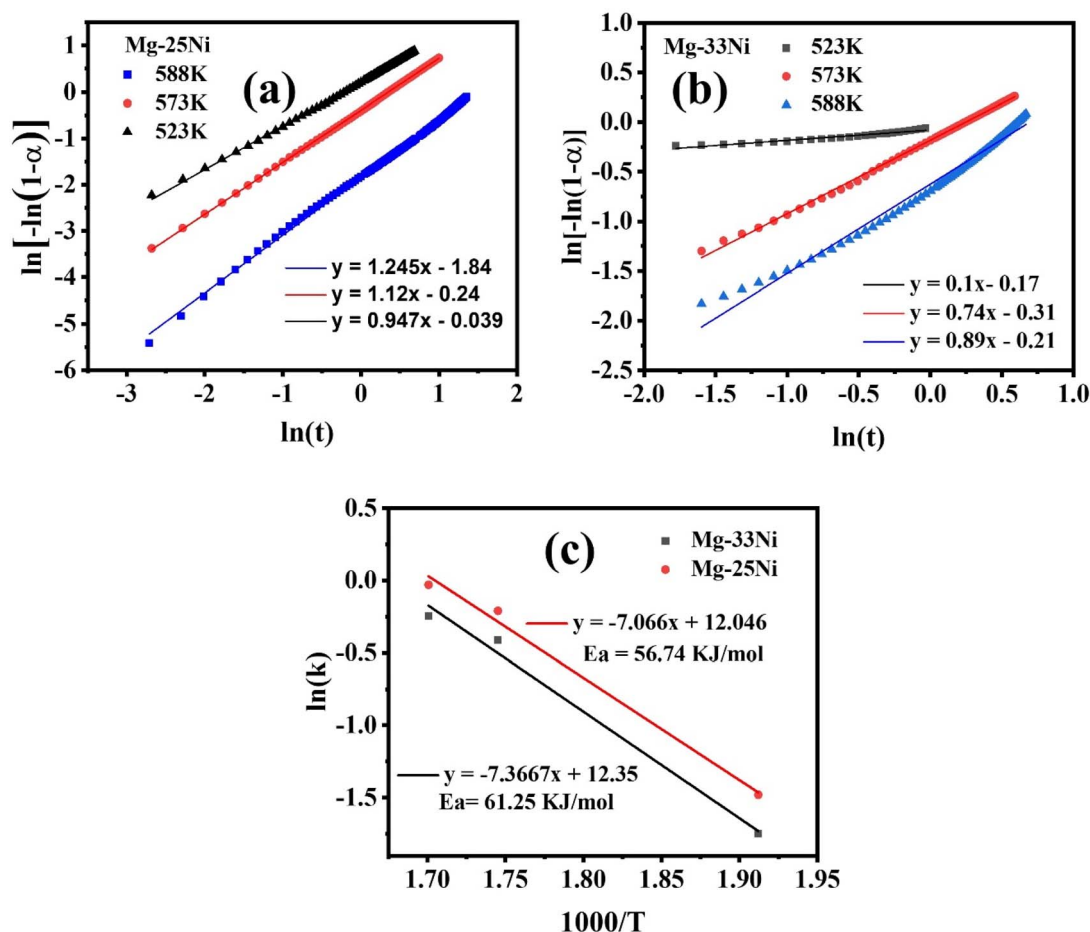 Mg-25Ni
588K
573K
523K
(a)
ln[-ln(1-α)]
1
0
-1
-2
-3
-4
-5
-6
y = 1.245x - 1.84
y = 1.12x - 0.24
y = 0.947x - 0.039
-3 -2 -1 0 1 2
ln(t)
Mg-33Ni
523K
573K
588K
(b)
ln[-ln(1-α)]
1.0
0.5
0.0
-0.5
-1.0
-1.5
-2.0
-2.5
y = 0.1x- 0.17
y = 0.74x - 0.31
y = 0.89x - 0.21
-2.0 -1.5 -1.0 -0.5 0.0 0.5 1.0
ln(t)
(c)
Mg-33Ni
Mg-25Ni
ln(k)
0.5
0.0
-0.5
-1.0
-1.5
y = -7.066x + 12.046
Ea = 56.74 KJ/mol
y = -7.3667x + 12.35
Ea= 61.25 KJ/mol
1.70 1.75 1.80 1.85 1.90 1.95
1000/T